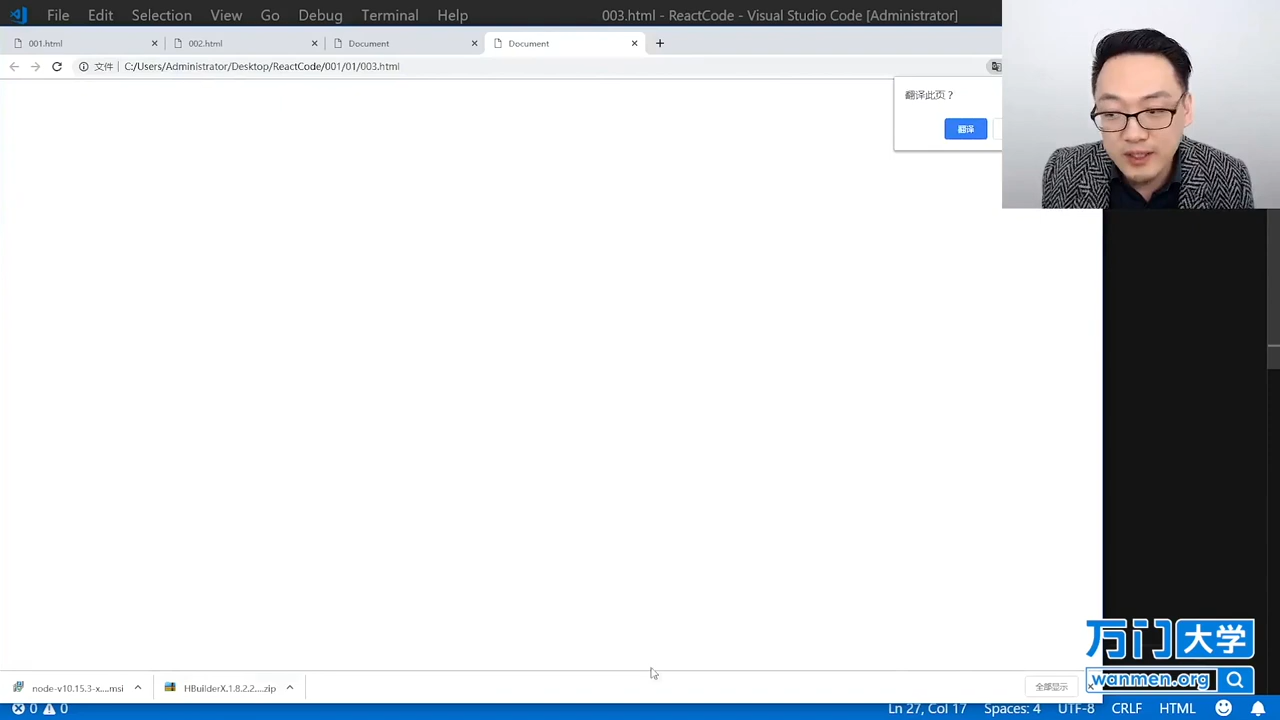 File Edit Selection View Go Debug Terminal Help 003.html - ReactCode - Visual Studio Code [Administrator]
001.html 002.html Document Document
文件 C:/Users/Administrator/Desktop/ReactCode/001/01/003.html
翻译此页？
翻译
万门大学
wanmen.org
node-v10.15.3-x....msi HBuilderX.1.8.2.2....zip 全部显示
0 0 Ln 27, Col 17 Spaces: 4 UTF-8 CRLF HTML